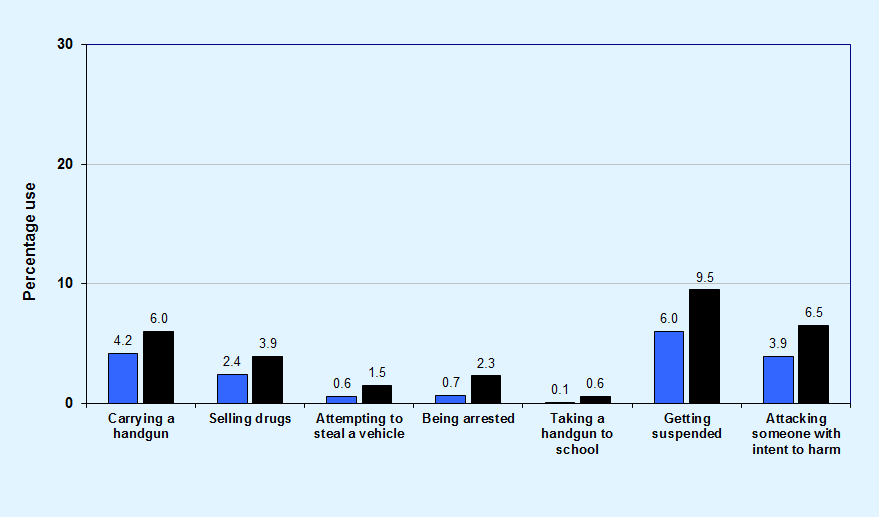 30
20
10
0
Percentage use
4.2
6.0
2.4
3.9
0.6
1.5
0.7
2.3
0.1
0.6
6.0
9.5
3.9
6.5
Carrying a
handgun
Selling drugs
Attempting to
steal a vehicle
Being arrested
Taking a
handgun to
school
Getting
suspended
Attacking
someone with
intent to harm